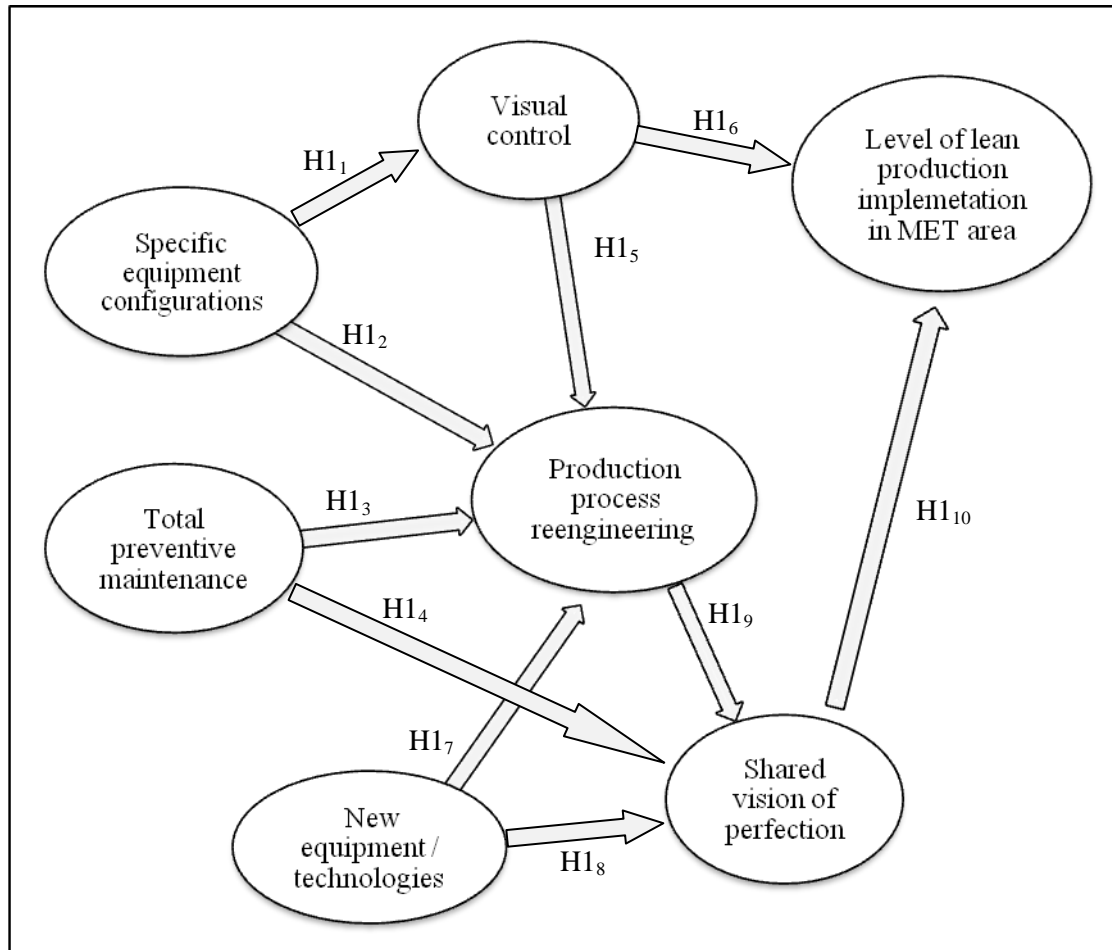 Visual
control
H1₆
Level of lean
production
implemetation
in MET area
H1₁
Specific
equipment
configurations
H1₅
H1₂
Production
process
reengineering
H1₃
Total
preventive
maintenance
H1₁₀
H1₄
H1₉
H1₇
Shared
vision of
perfection
New
equipment /
technologies
H1₈